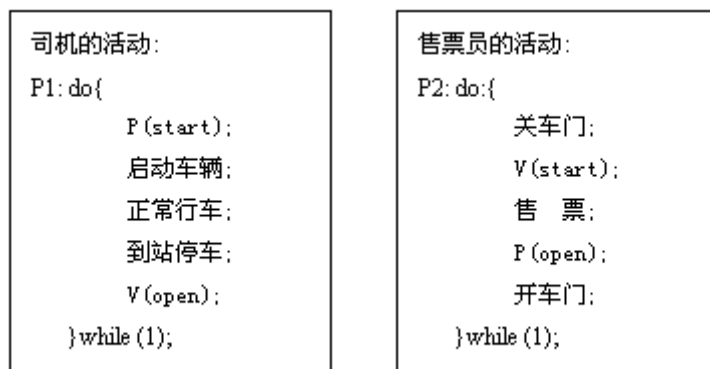 司机的活动:
P1: do{
P(start);
启动车辆;
正常行车;
到站停车;
V(open);
}while (1);
售票员的活动:
P2: do:{
关车门;
V(start);
售 票;
P(open);
开车门;
}while (1);